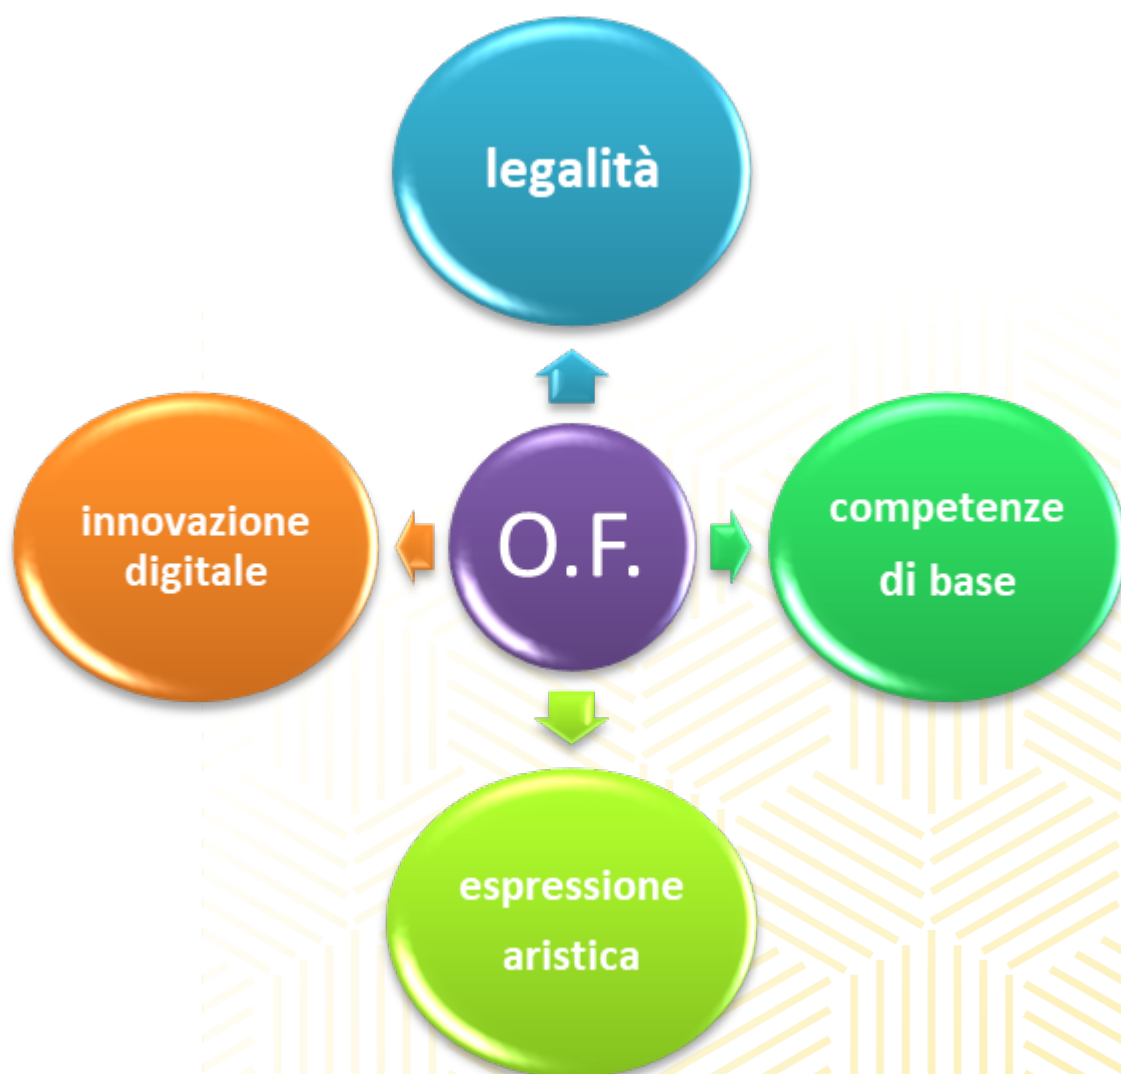 legalità
innovazione
digitale
O.F.
competenze
di base
espressione
aristica